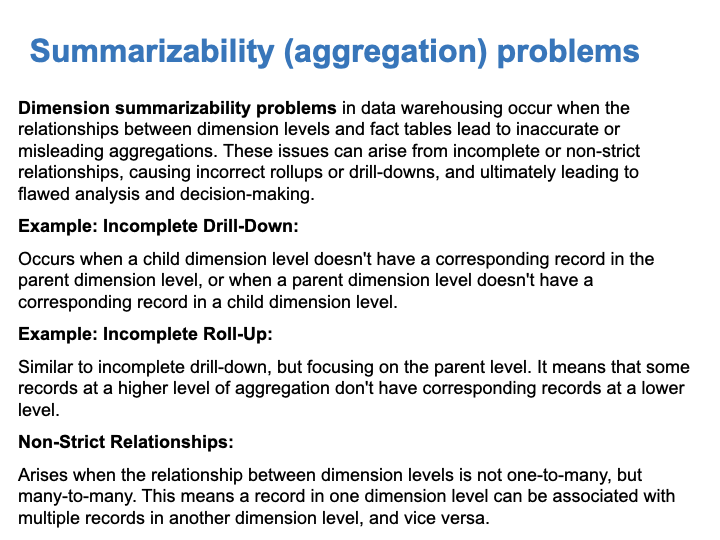 Summarizability (aggregation) problems
Dimension summarizability problems in data warehousing occur when the
relationships between dimension levels and fact tables lead to inaccurate or
misleading aggregations. These issues can arise from incomplete or non-strict
relationships, causing incorrect rollups or drill-downs, and ultimately leading to
flawed analysis and decision-making.
Example: Incomplete Drill-Down:
Occurs when a child dimension level doesn't have a corresponding record in the
parent dimension level, or when a parent dimension level doesn't have a
corresponding record in a child dimension level.
Example: Incomplete Roll-Up:
Similar to incomplete drill-down, but focusing on the parent level. It means that some
records at a higher level of aggregation don't have corresponding records at a lower
level.
Non-Strict Relationships:
Arises when the relationship between dimension levels is not one-to-many, but
many-to-many. This means a record in one dimension level can be associated with
multiple records in another dimension level, and vice versa.